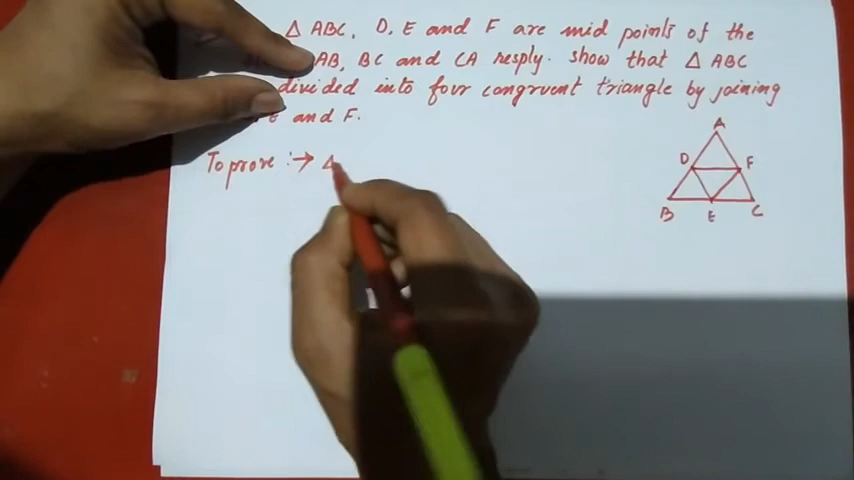 Δ ABC, D, E and F are mid points of the
AB, BC and CA resply. show that Δ ABC
divided into four congruent triangle by joining
E and F.
To prove :→ Δ
A
D F
B E C